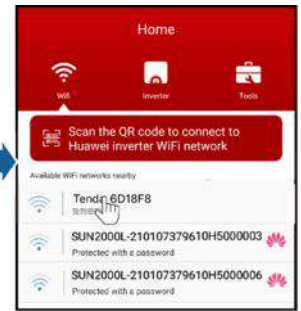 Home
Wifi
Inverter
Tools
Scan the QR code to connect to
Huawei inverter WiFi network
Available WiFi networks nearby
Tenda_6D18F8
SUN2000L-210107379610H5000003
Protected with a password
SUN2000L-210107379610H5000006
Protected with a password